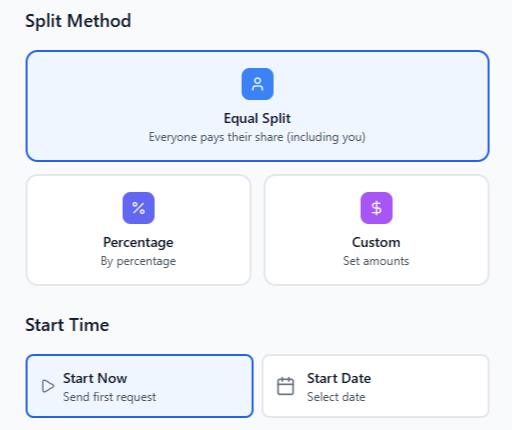 Split Method
Equal Split
Everyone pays their share (including you)
Percentage
By percentage
Custom
Set amounts
Start Time
Start Now
Send first request
Start Date
Select date